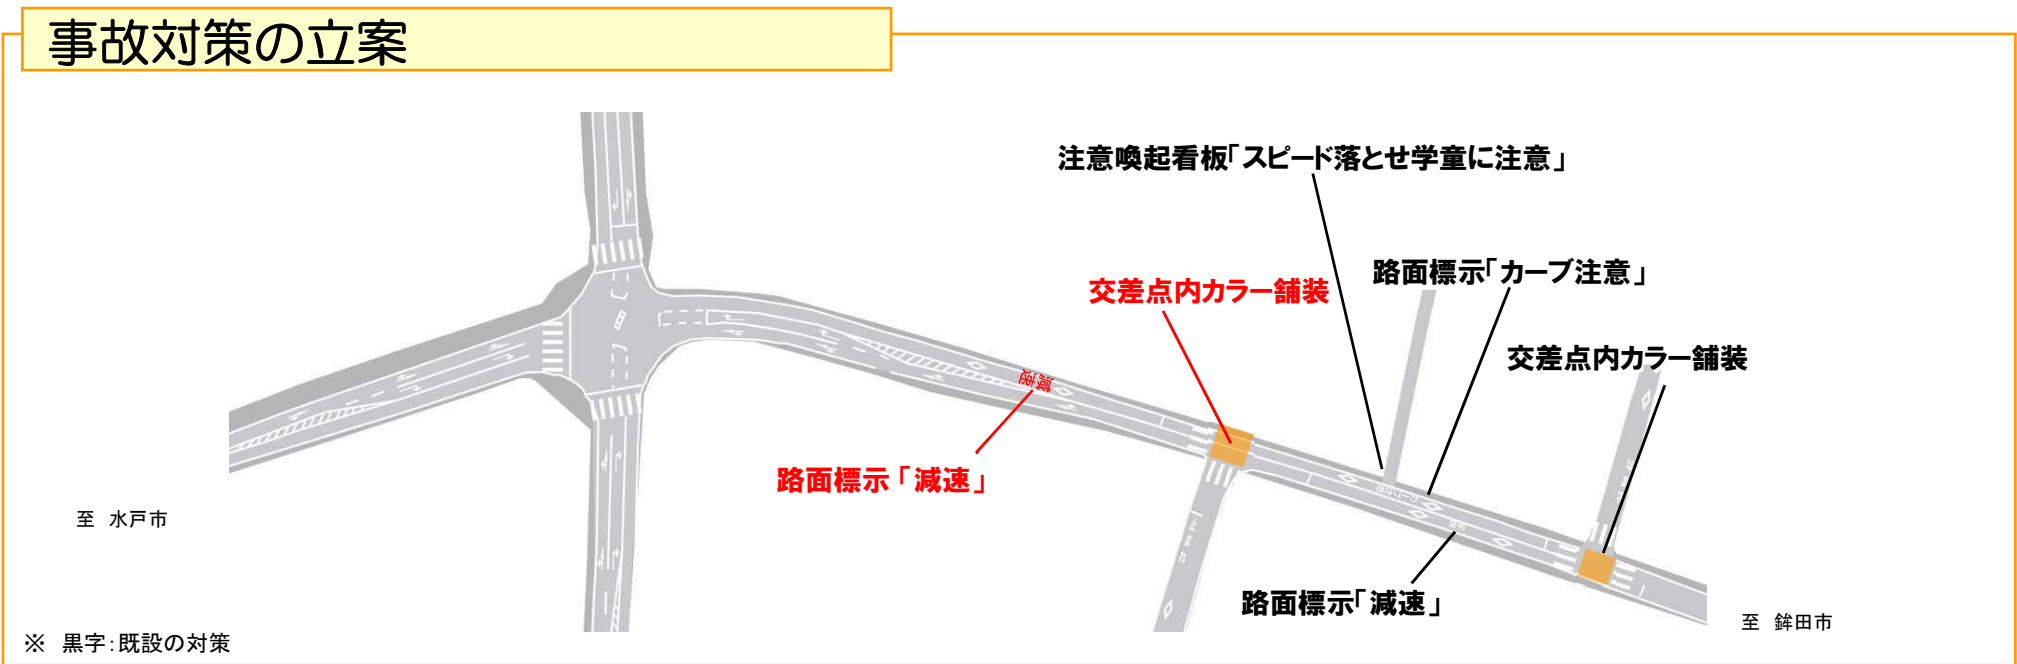 事故対策の立案
注意喚起看板「スピード落とせ学童に注意」
路面標示「カーブ注意」
交差点内カラー舗装
交差点内カラー舗装
減速
路面標示「減速」
至 水戸市
路面標示「減速」
至 鉾田市
※ 黒字：既設の対策